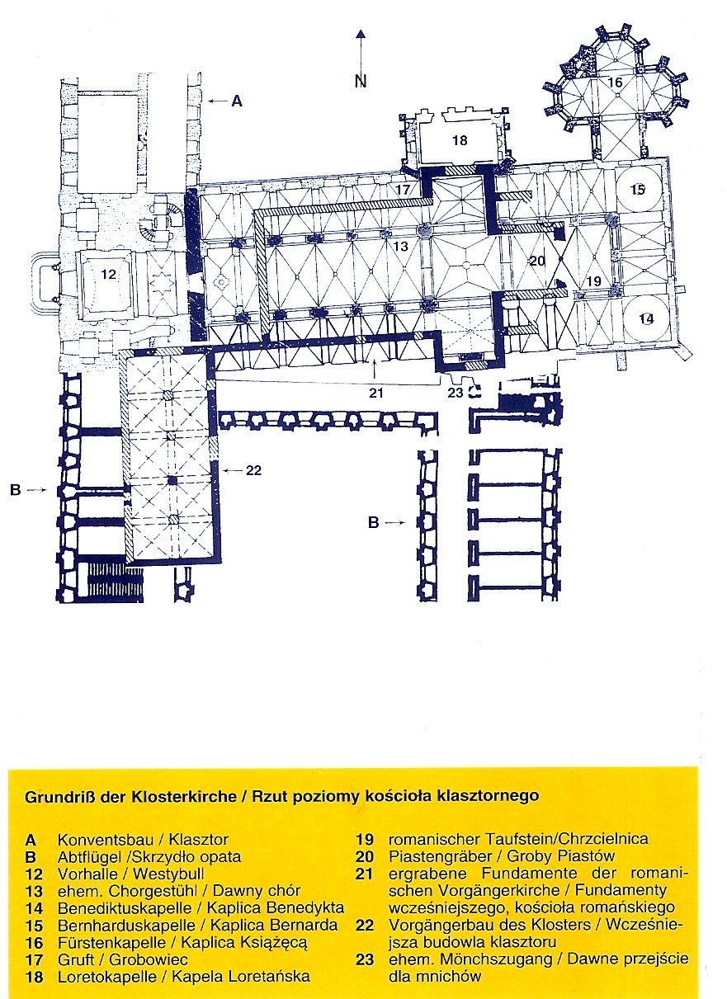 N
A
18
16
17
15
13
12
20
19
14
21
23
22
B
B
Grundriß der Klosterkirche / Rzut poziomy kościoła klasztornego
A Konventsbau / Klasztor
B Abtflügel /Skrzydło opata
12 Vorhalle / Westybull
13 ehem. Chorgestühl / Dawny chór
14 Benediktuskapelle / Kaplica Benedykta
15 Bernharduskapelle / Kaplica Bernarda
16 Fürstenkapelle / Kaplica Książęcą
17 Gruft / Grobowiec
18 Loretokapelle / Kapela Loretańska
19 romanischer Taufstein/Chrzcielnica
20 Piastengräber / Groby Piastów
21 ergrabene Fundamente der romani-
schen Vorgängerkirche / Fundamenty
wcześniejszego, kościoła romańskiego
22 Vorgängerbau des Klosters / Wcześnie-
jsza budowla klasztoru
23 ehem. Mönchszugang / Dawne przejście
dla mnichów